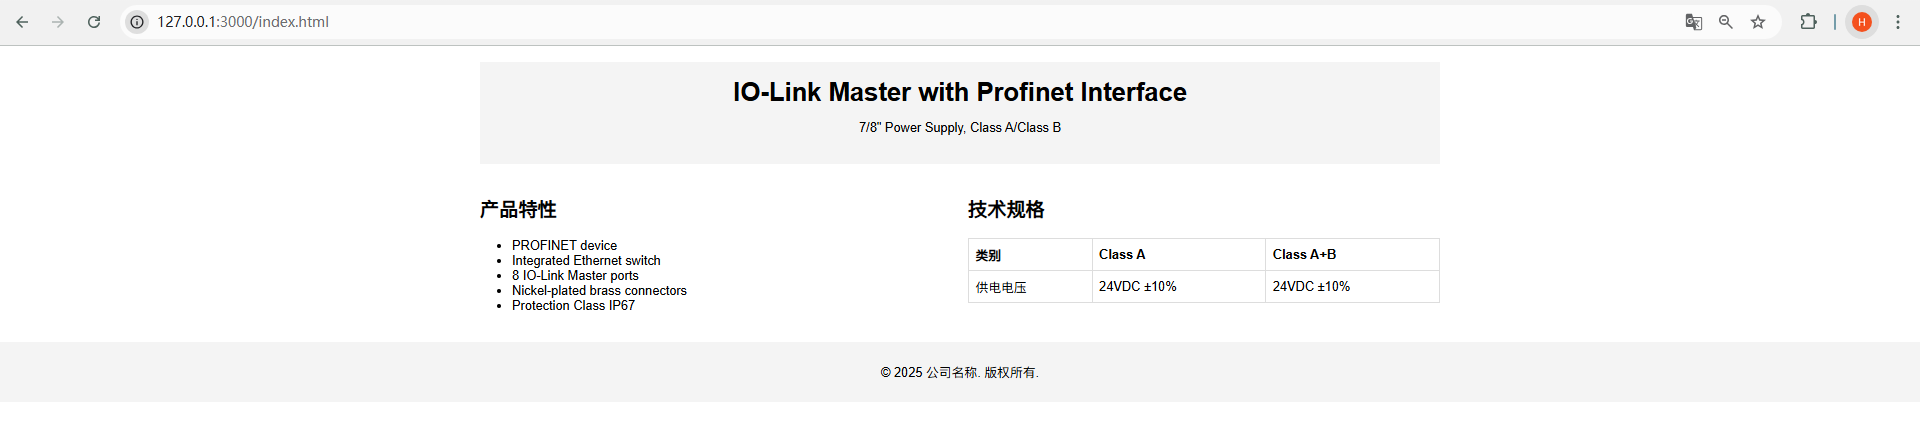 127.0.0.1:3000/index.html
H
IO-Link Master with Profinet Interface
7/8" Power Supply, Class A/Class B
产品特性
PROFINET device
Integrated Ethernet switch
8 IO-Link Master ports
Nickel-plated brass connectors
Protection Class IP67
技术规格
类别 Class A Class A+B
供电电压 24VDC ±10% 24VDC ±10%
© 2025 公司名称. 版权所有.